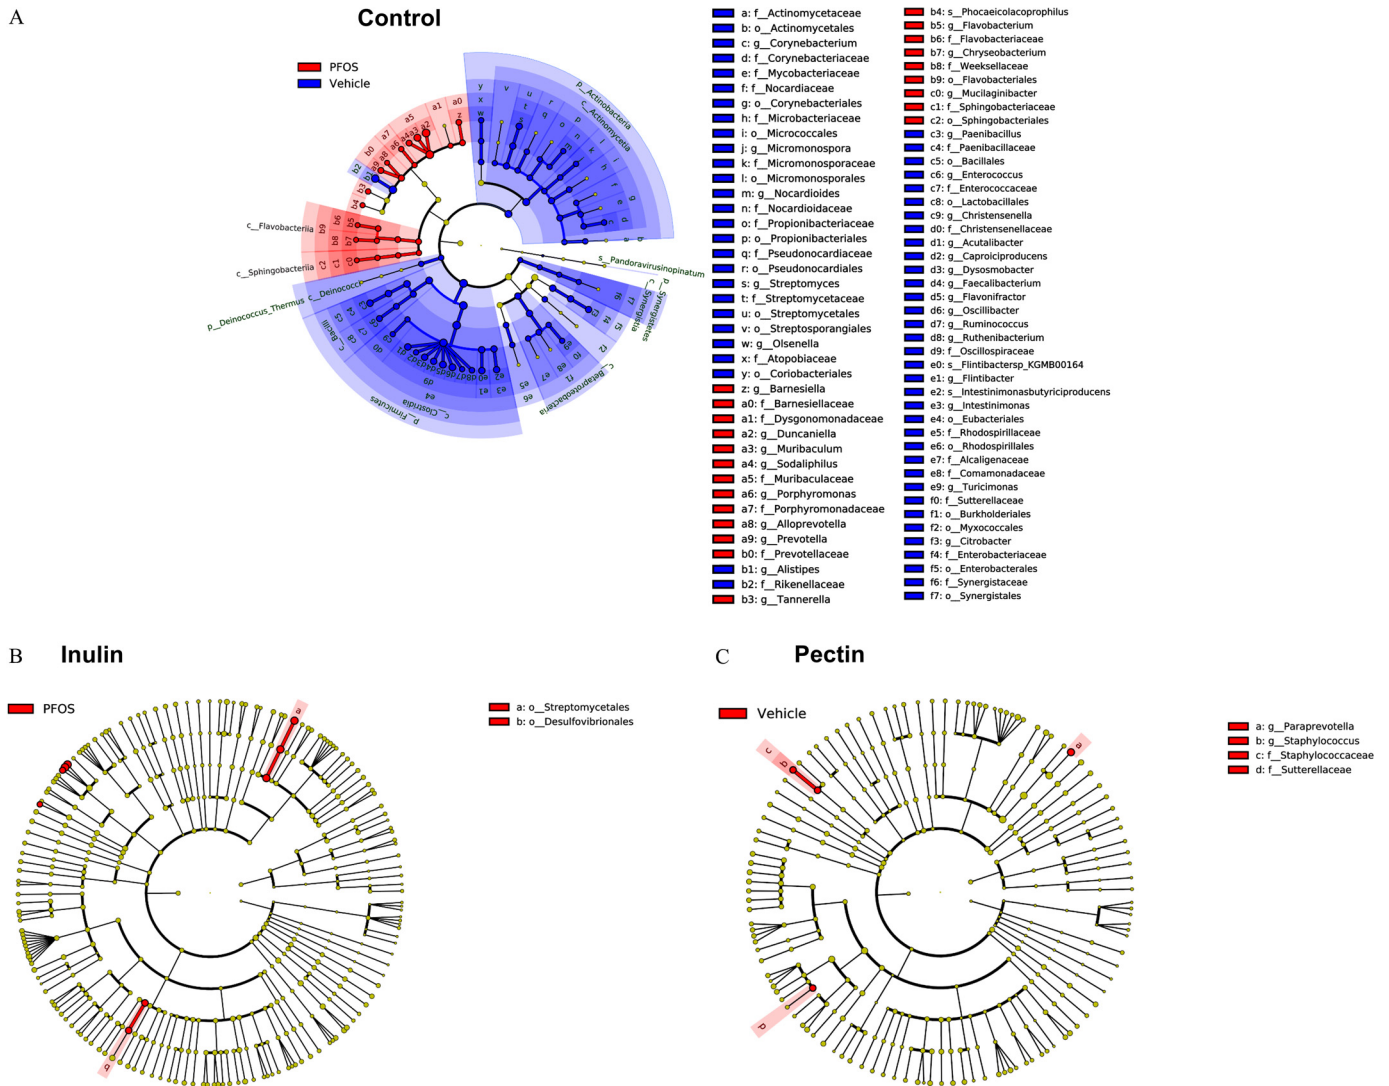 A
Control
PFOS
Vehicle
a: f__Actinomycetaceae
b: o__Actinomycetales
c: g__Corynebacterium
d: f__Corynebacteriaceae
e: f__Mycobacteriaceae
f: f__Nocardiaceae
g: o__Corynebacteriales
h: f__Microbacteriaceae
i: o__Micrococcales
j: g__Micromonospora
k: f__Micromonosporaceae
l: o__Micromonosporales
m: g__Nocardioides
n: f__Nocardioidaceae
o: f__Propionibacteriaceae
p: o__Propionibacteriales
q: f__Pseudonocardiaceae
r: o__Pseudonocardiales
s: g__Streptomyces
t: f__Streptomycetaceae
u: o__Streptomycetales
v: o__Streptosporangiales
w: g__Olsenella
x: f__Atopobiaceae
y: o__Coriobacteriales
z: g__Barnesiella
a0: f__Barnesiellaceae
a1: f__Dysgonomonadaceae
a2: g__Duncaniella
a3: g__Muribaculum
a4: g__Sodaliphilus
a5: f__Muribaculaceae
a6: g__Porphyromonas
a7: f__Porphyromonadaceae
a8: g__Alloprevotella
a9: g__Prevotella
b0: f__Prevotellaceae
b1: g__Alistipes
b2: f__Rikenellaceae
b3: g__Tannerella
b4: s__Phocaeicolacoprophilus
b5: g__Flavobacterium
b6: f__Flavobacteriaceae
b7: g__Chryseobacterium
b8: f__Weeksellaceae
b9: o__Flavobacteriales
c0: g__Mucilaginibacter
c1: f__Sphingobacteriaceae
c2: o__Sphingobacteriales
c3: g__Paenibacillus
c4: f__Paenibacillaceae
c5: o__Bacillales
c6: g__Enterococcus
c7: f__Enterococcaceae
c8: o__Lactobacillales
c9: g__Christensenella
d0: f__Christensenellaceae
d1: g__Acutalibacter
d2: g__Caproiciproducens
d3: g__Dysosmobacter
d4: g__Faecalibacterium
d5: g__Flavonifractor
d6: g__Oscillibacter
d7: g__Ruminococcus
d8: g__Ruthenibacterium
d9: f__Oscillospiraceae
e0: s__Flintibactersp_KGMB00164
e1: g__Flintibacter
e2: s__Intestinimonasbutyriciproducens
e3: g__Intestinimonas
e4: o__Eubacteriales
e5: f__Rhodospirillaceae
e6: o__Rhodospirillales
e7: f__Alcaligenaceae
e8: f__Comamonadaceae
e9: g__Turicimonas
f0: f__Sutterellaceae
f1: o__Burkholderiales
f2: o__Myxococcales
f3: g__Citrobacter
f4: f__Enterobacteriaceae
f5: o__Enterobacterales
f6: f__Synergistaceae
f7: o__Synergistales
p__Actinobacteria
c__Actinomycetia
s__Pandoravirusinopinatum
p__Synergistetes
c__Synergistia
c__Betaproteobacteria
c__Clostridia
p__Firmicutes
c__Bacilli
p__Deinococcus_Thermus
c__Deinococci
c__Sphingobacteriia
c__Flavobacteriia
B
Inulin
PFOS
a
b
a: o__Streptomycetales
b: o__Desulfovibrionales
C
Pectin
Vehicle
a
b
c
d
a: g__Paraprevotella
b: g__Staphylococcus
c: f__Staphylococcaceae
d: f__Sutterellaceae